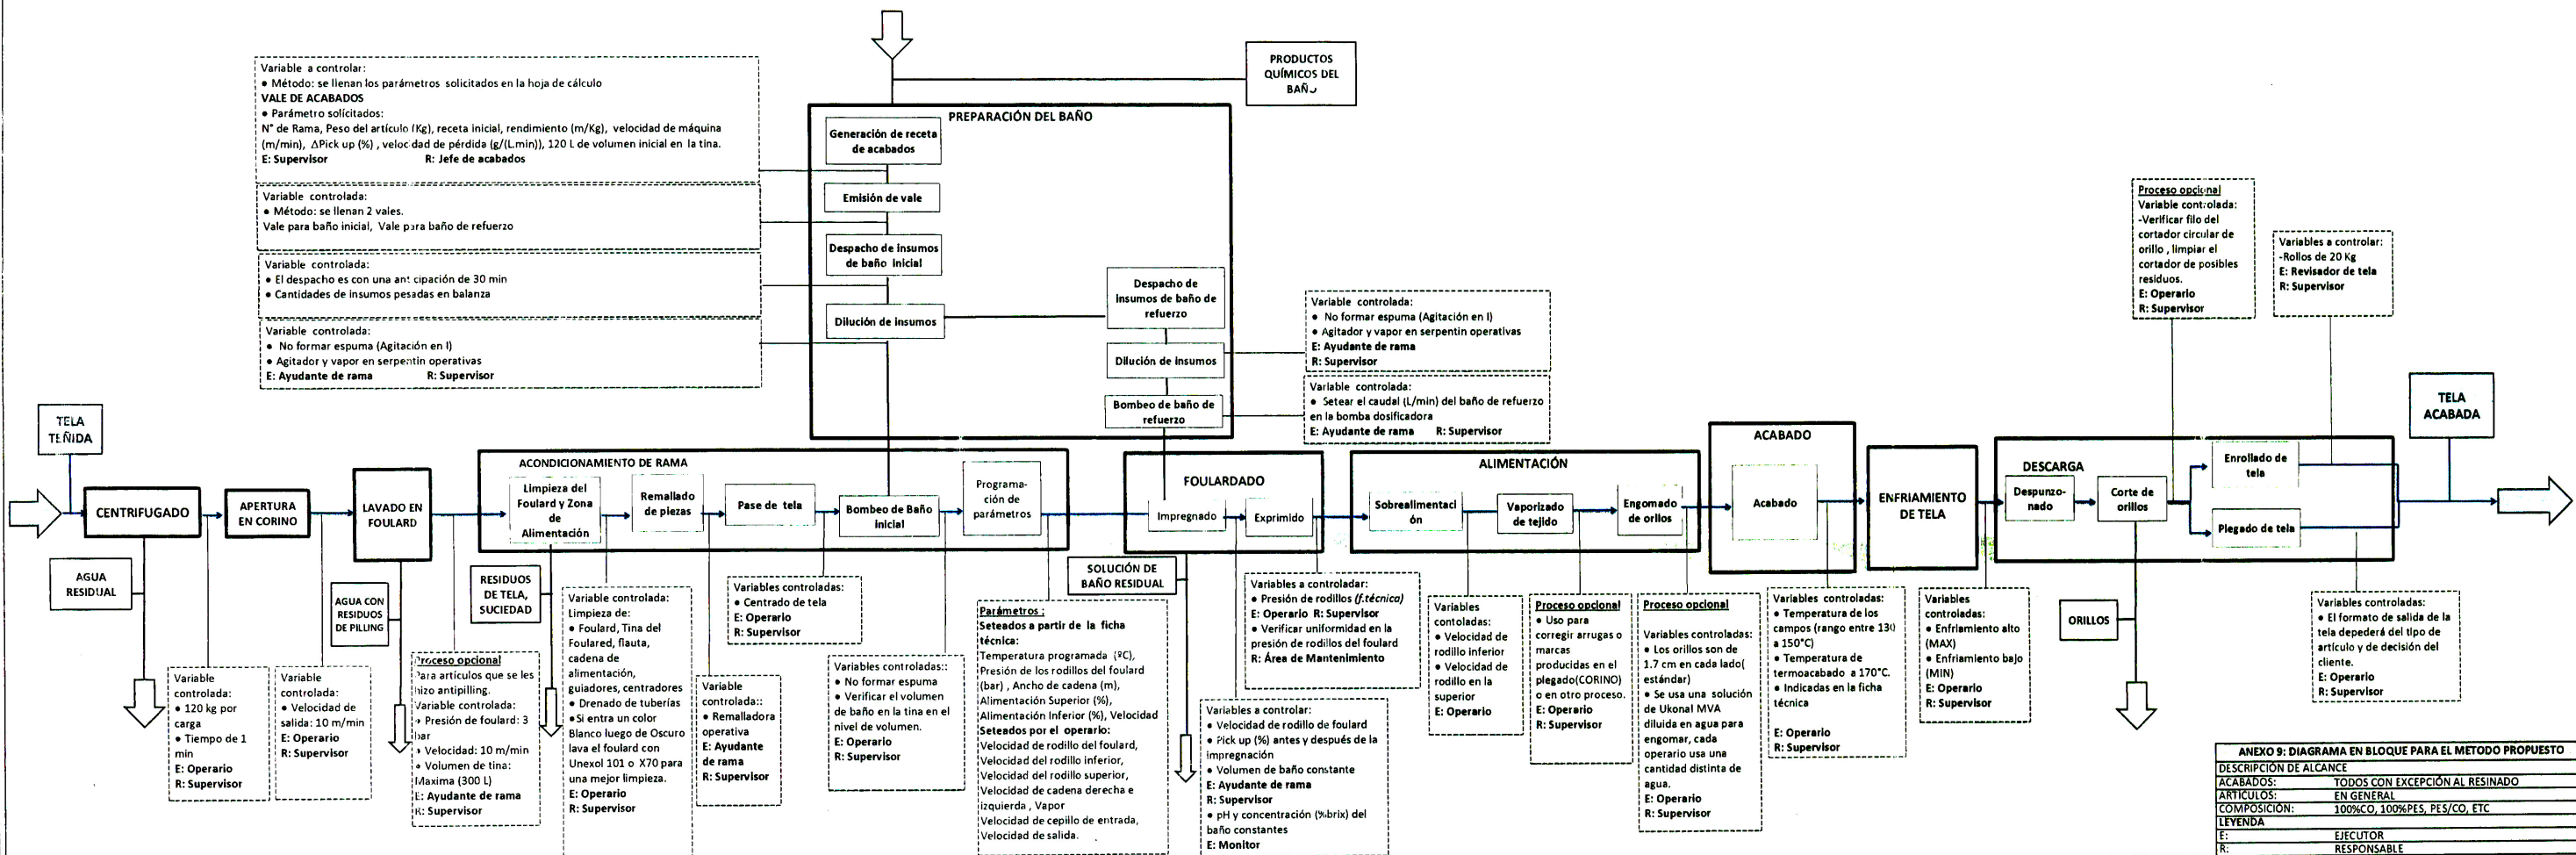 Variable a controlar:
• Método: se llenan los parámetros solicitados en la hoja de cálculo
VALE DE ACABADOS
• Parámetro solícitados:
N° de Rama, Peso del artículo (Kg), receta inicial, rendimiento (m/Kg), velocidad de máquina
(m/min), ΔPick up (%) , velocidad de pérdida (g/(L.min)), 120 L de volumen inicial en la tina.
E: Supervisor R: Jefe de acabados
Variable controlada:
• Método: se llenan 2 vales.
Vale para baño inicial, Vale para baño de refuerzo
Variable controlada:
• El despacho es con una anticipación de 30 min
• Cantidades de insumos pesadas en balanza
Variable controlada:
• No formar espuma (Agitación en I)
• Agitador y vapor en serpentin operativas
E: Ayudante de rama R: Supervisor
PRODUCTOS
QUÍMICOS DEL
BAÑO
PREPARACIÓN DEL BAÑO
Generación de receta
de acabados
Emisión de vale
Despacho de insumos
de baño inicial
Dilución de insumos
Despacho de
insumos de baño de
refuerzo
Dilución de insumos
Bombeo de baño de
refuerzo
Variable controlada:
• No formar espuma (Agitación en I)
• Agitador y vapor en serpentin operativas
E: Ayudante de rama
R: Supervisor
Variable controlada:
• Setear el caudal (L/min) del baño de refuerzo
en la bomba dosificadora
E: Ayudante de rama R: Supervisor
Proceso opcional
Variable controlada:
-Verificar filo del
cortador circular de
orillo , limpiar el
cortador de posibles
residuos.
E: Operario
R: Supervisor
Variables a controlar:
-Rollos de 20 Kg
E: Revisador de tela
R: Supervisor
TELA
TEÑIDA
CENTRIFUGADO
APERTURA
EN CORINO
LAVADO EN
FOULARD
ACONDICIONAMIENTO DE RAMA
Limpieza del
Foulard y Zona
de
Alimentación
Remallado
de piezas
Pase de tela
Bombeo de Baño
inicial
Programa-
ción de
parámetros
FOULARDADO
Impregnado
Exprimido
ALIMENTACIÓN
Sobrealimentaci
ón
Vaporizado
de tejido
Engomado
de orillos
ACABADO
Acabado
ENFRIAMIENTO
DE TELA
DESCARGA
Despunzo-
nado
Corte de
orillos
Enrollado de
tela
Plegado de tela
TELA
ACABADA
AGUA
RESIDUAL
Variable
controlada:
• 120 kg por
carga
• Tiempo de 1
min
E: Operario
R: Supervisor
Variable
controlada:
• Velocidad de
salida: 10 m/min
E: Operario
R: Supervisor
AGUA CON
RESIDUOS
DE PILLING
Proceso opcional
Para artículos que se les
hizo antipilling.
Variable controlada:
• Presión de foulard: 3
bar
• Velocidad: 10 m/min
• Volumen de tina:
Maxima (300 L)
E: Ayudante de rama
R: Supervisor
RESIDUOS
DE TELA,
SUCIEDAD
Variable controlada:
Limpieza de:
• Foulard, Tina del
Foulared, flauta,
cadena de
alimentación,
guiadores, centradores
• Drenado de tuberías
•Si entra un color
Blanco luego de Oscuro
lava el foulard con
Unexol 101 o X70 para
una mejor limpieza.
E: Operario
R: Supervisor
Variable
controlada::
• Remalladora
operativa
E: Ayudante
de rama
R: Supervisor
Variables controladas:
• Centrado de tela
E: Operario
R: Supervisor
Variables controladas::
• No formar espuma
• Verificar el volumen
de baño en la tina en el
nivel de volumen.
E: Operario
R: Supervisor
Parámetros :
Seteados a partir de la ficha
técnica:
Temperatura programada (ºC),
Presión de los rodillos del foulard
(bar) , Ancho de cadena (m),
Alimentación Superior (%),
Alimentación Inferior (%), Velocidad
Seteados por el operario:
Velocidad de rodillo del foulard,
Velocidad del rodillo inferior,
Velocidad del rodillo superior,
Velocidad de cadena derecha e
izquierda , Vapor
Velocidad de cepillo de entrada,
Velocidad de salida.
SOLUCIÓN DE
BAÑO RESIDUAL
Variables a controladar:
• Presión de rodillos (f.técnica)
E: Operario R: Supervisor
• Verificar uniformidad en la
presión de rodillos del foulard
R: Área de Mantenimiento
Variables a controlar:
• Velocidad de rodillo de foulard
• Pick up (%) antes y después de la
impregnación
• Volumen de baño constante
E: Ayudante de rama
R: Supervisor
• pH y concentración (%brix) del
baño constantes
E: Monitor
Variables
contoladas:
• Velocidad de
rodillo inferior
• Velocidad de
rodillo en la
superior
E: Operario
Proceso opcional
• Uso para
corregir arrugas o
marcas
producidas en el
plegado(CORINO)
o en otro proceso.
E: Operario
R: Supervisor
Proceso opcional
Variables controladas:
• Los orillos son de
1.7 cm en cada lado(
estándar)
• Se usa una solución
de Ukonal MVA
diluida en agua para
engomar, cada
operario usa una
cantidad distinta de
agua.
E: Operario
R: Supervisor
Variables controladas:
• Temperatura de los
campos (rango entre 130
a 150°C)
• Temperatura de
termoacabado a 170°C.
• Indicadas en la ficha
técnica
E: Operario
R: Supervisor
Variables
controladas:
• Enfriamiento alto
(MAX)
• Enfriamiento bajo
(MIN)
E: Operario
R: Supervisor
ORILLOS
Variables controladas:
• El formato de salida de la
tela depederá del tipo de
artículo y de decisión del
cliente.
E: Operario
R: Supervisor
ANEXO 9: DIAGRAMA EN BLOQUE PARA EL METODO PROPUESTO
DESCRIPCIÓN DE ALCANCE
ACABADOS: TODOS CON EXCEPCIÓN AL RESINADO
ARTICULOS: EN GENERAL
COMPOSICIÓN: 100%CO, 100%PES, PES/CO, ETC
LEYENDA
E: EJECUTOR
R: RESPONSABLE